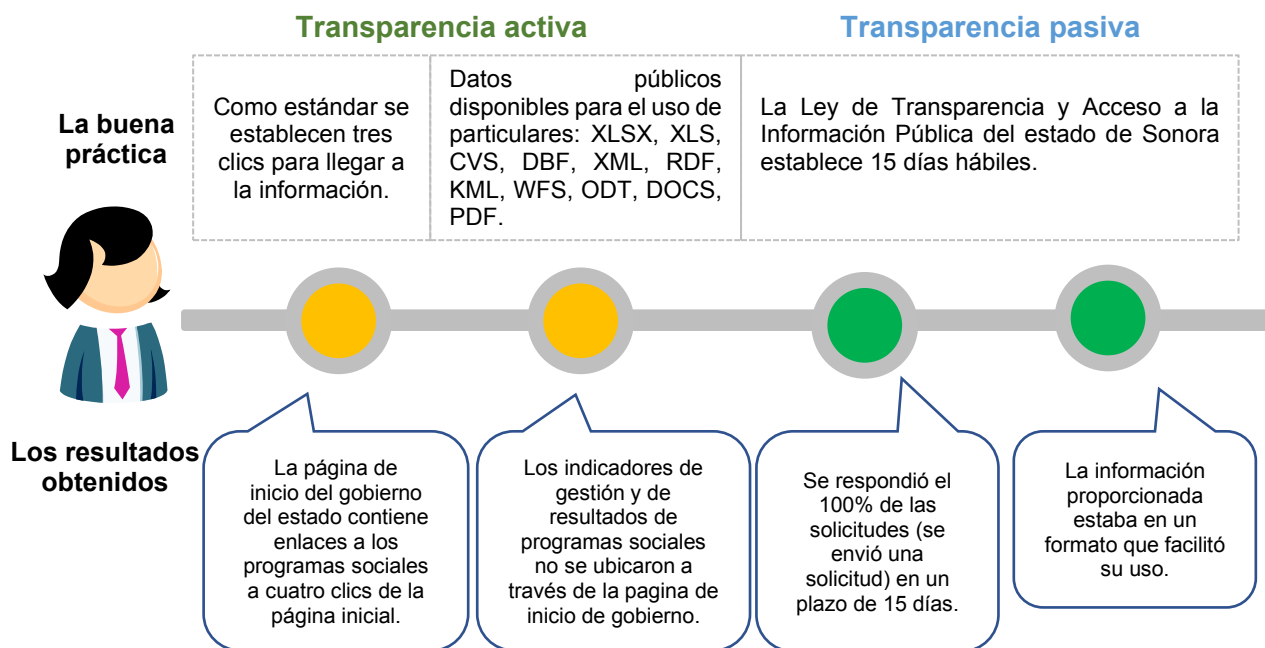 Transparencia activa
Transparencia pasiva
La buena
práctica
Como estándar se
establecen tres
clics para llegar a
la información.
Datos públicos
disponibles para el uso de
particulares: XLSX, XLS,
CVS, DBF, XML, RDF,
KML, WFS, ODT, DOCS,
PDF.
La Ley de Transparencia y Acceso a la
Información Pública del estado de Sonora
establece 15 días hábiles.
Los resultados
obtenidos
La página de
inicio del gobierno
del estado contiene
enlaces a los
programas sociales
a cuatro clics de la
página inicial.
Los indicadores de
gestión y de
resultados de
programas sociales
no se ubicaron a
través de la pagina de
inicio de gobierno.
Se respondió el
100% de las
solicitudes (se
envió una
solicitud) en un
plazo de 15 días.
La información
proporcionada
estaba en un
formato que facilitó
su uso.